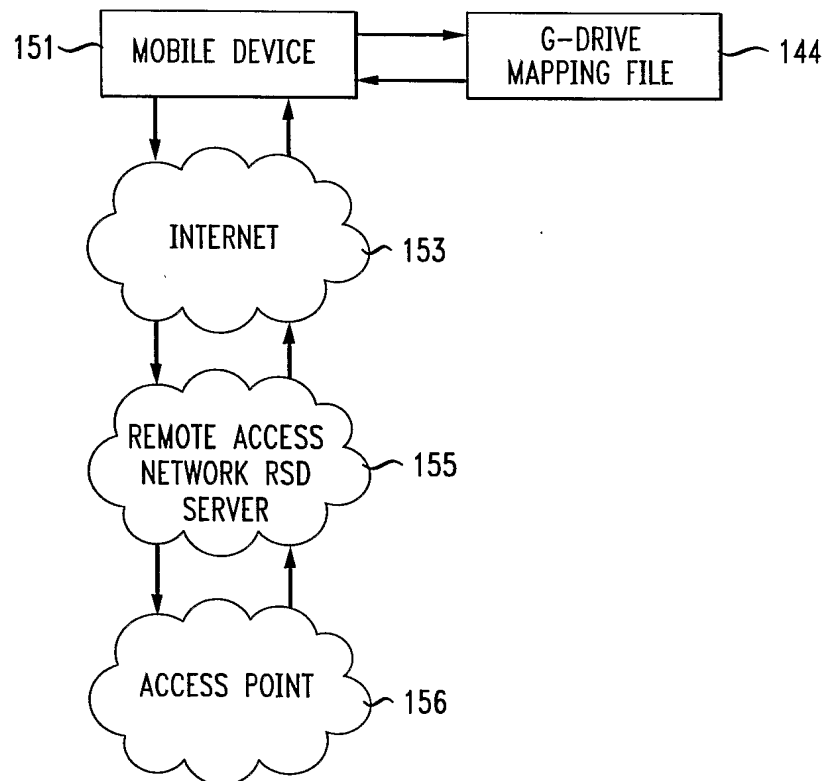 151
MOBILE DEVICE
G-DRIVE
MAPPING FILE
144
INTERNET
153
REMOTE ACCESS
NETWORK RSD
SERVER
155
ACCESS POINT
156